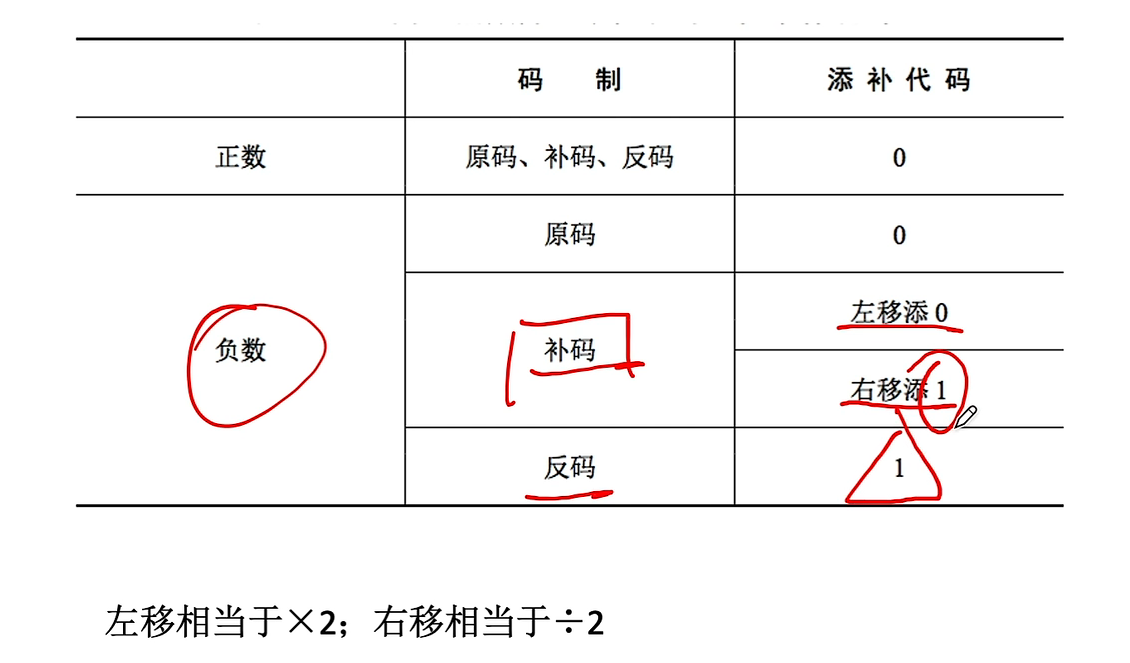 码 制 添补代码
正数 原码、补码、反码 0
原码 0
左移添0
负数 补码
右移添1
反码 1
左移相当于×2；右移相当于÷2